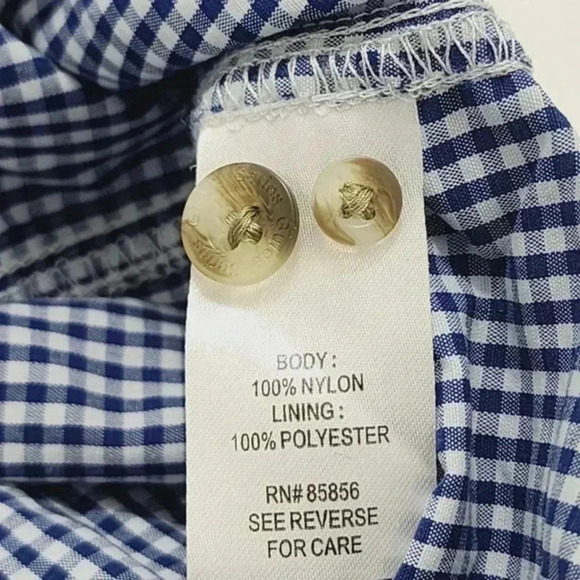 BODY:
100% NYLON
LINING:
100% POLYESTER
RN# 85856
SEE REVERSE
FOR CARE